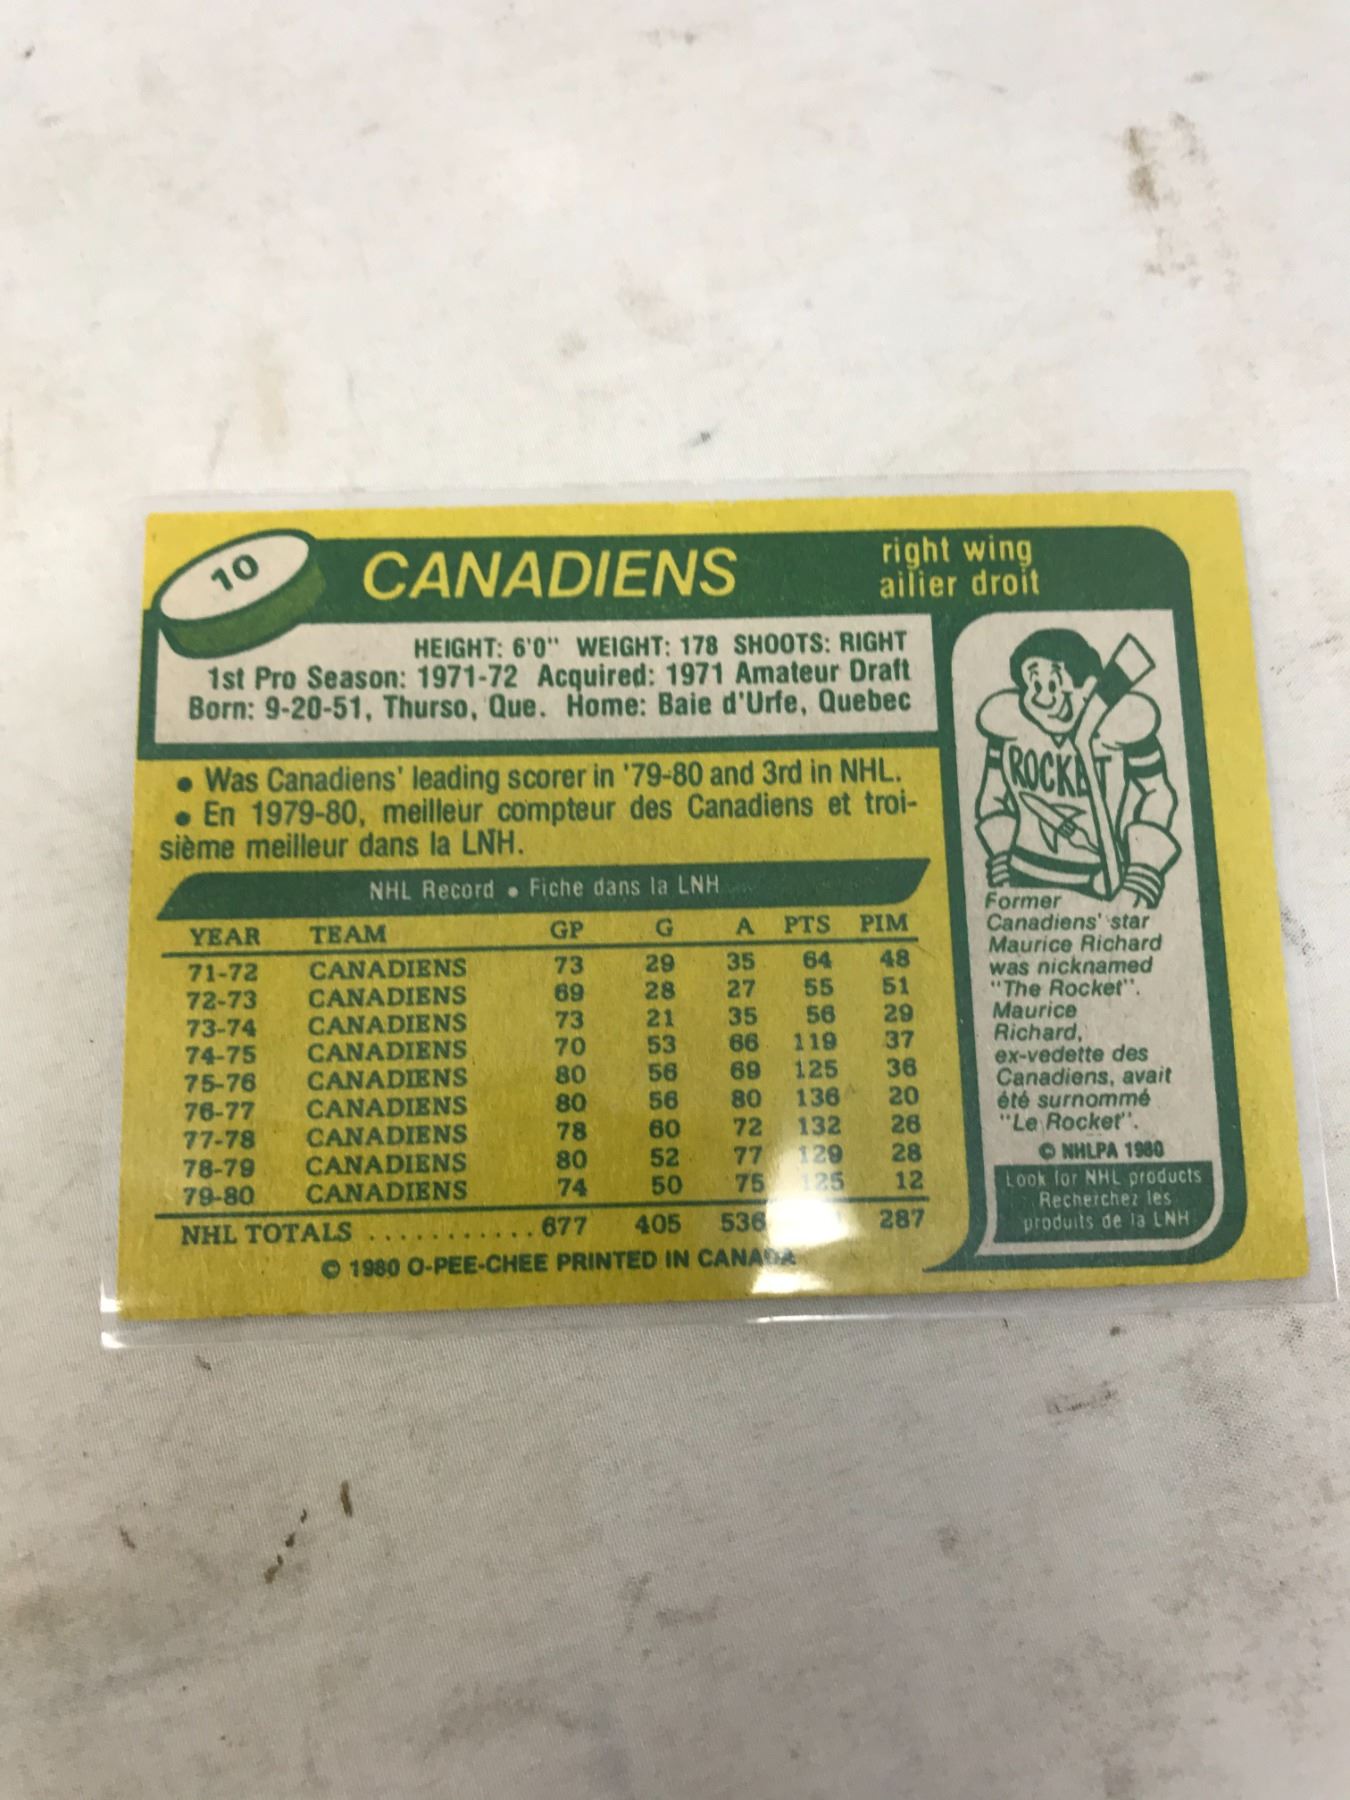 10
CANADIENS
right wing
ailier droit
HEIGHT: 6'0" WEIGHT: 178 SHOOTS: RIGHT
1st Pro Season: 1971-72 Acquired: 1971 Amateur Draft
Born: 9-20-51, Thurso, Que. Home: Baie d'Urfe, Quebec
• Was Canadiens' leading scorer in '79-80 and 3rd in NHL.
• En 1979-80, meilleur compteur des Canadiens et troi-
sième meilleur dans la LNH.
NHL Record • Fiche dans la LNH
YEAR TEAM GP G A PTS PIM
71-72 CANADIENS 73 29 35 64 48
72-73 CANADIENS 69 28 27 55 51
73-74 CANADIENS 73 21 35 56 29
74-75 CANADIENS 70 53 66 119 37
75-76 CANADIENS 80 56 69 125 36
76-77 CANADIENS 80 56 80 136 20
77-78 CANADIENS 78 60 72 132 26
78-79 CANADIENS 80 52 77 129 28
79-80 CANADIENS 74 50 75 125 12
NHL TOTALS ........... 677 405 536 287
© 1980 O-PEE-CHEE PRINTED IN CANADA
ROCKET
Former
Canadiens' star
Maurice Richard
was nicknamed
"The Rocket".
Maurice
Richard,
ex-vedette des
Canadiens, avait
été surnommé
"Le Rocket".
© NHLPA 1980
Look for NHL products
Recherchez les
produits de la LNH